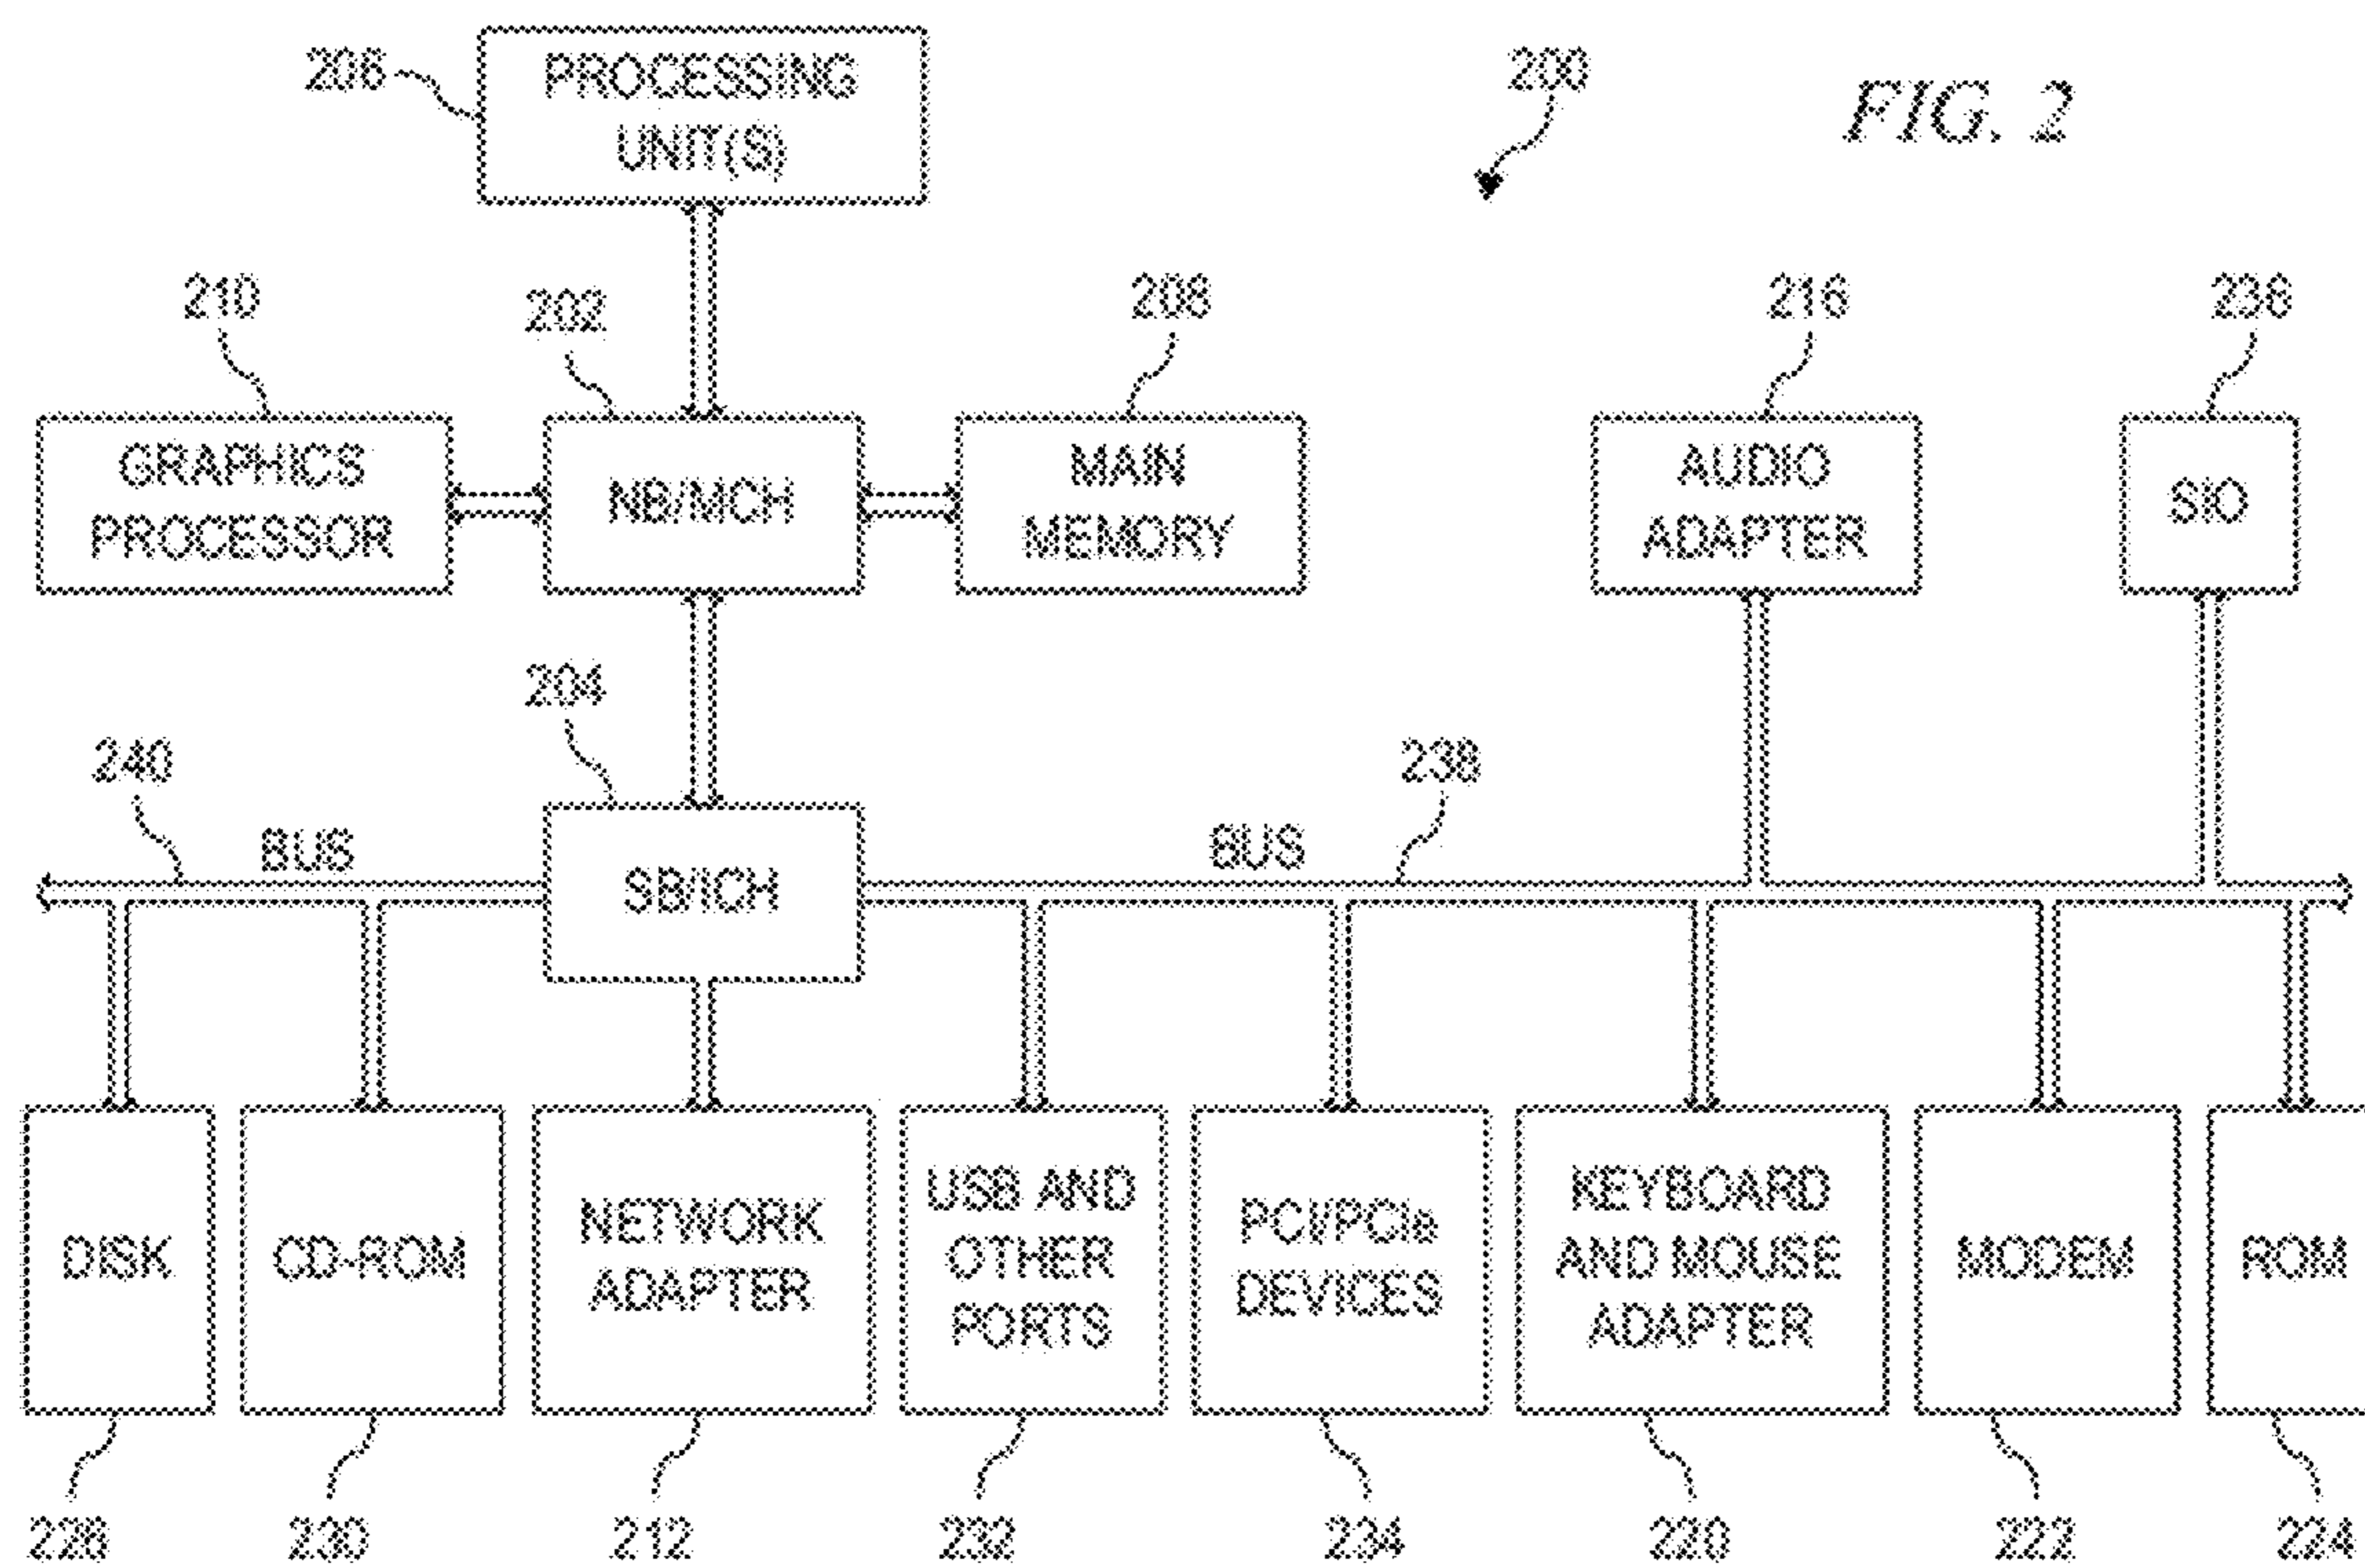 206
PROCESSING
UNIT(S)
200
FIG. 2
210
202
208
216
236
GRAPHICS
PROCESSOR
NB/MCH
MAIN
MEMORY
AUDIO
ADAPTER
SIO
204
240
238
BUS
SB/ICH
BUS
DISK
CD-ROM
NETWORK
ADAPTER
USB AND
OTHER
PORTS
PCI/PCIe
DEVICES
KEYBOARD
AND MOUSE
ADAPTER
MODEM
ROM
226
230
212
232
234
220
222
224